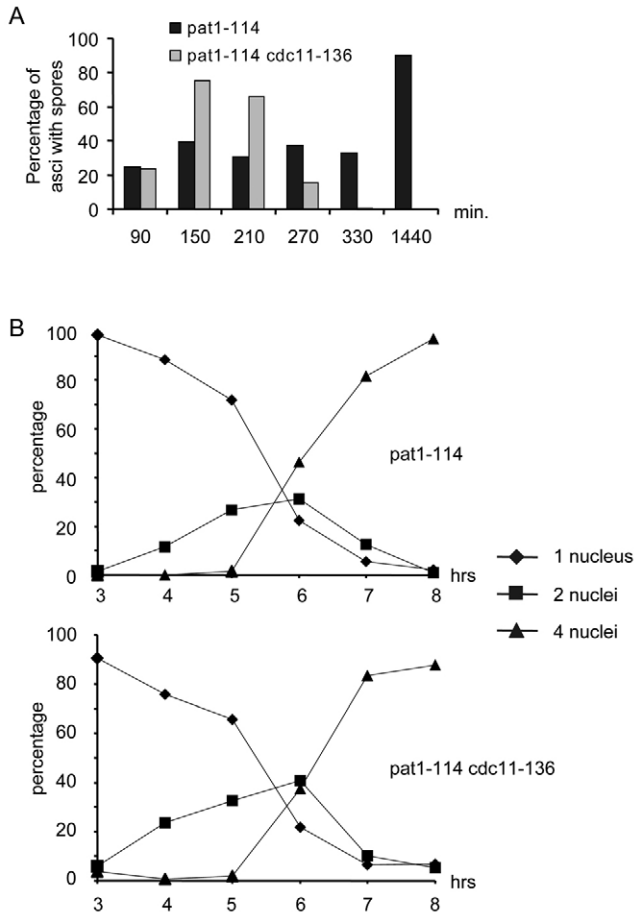 A
pat1-114
pat1-114 cdc11-136
Percentage of
asci with spores
100
80
60
40
20
0
90 150 210 270 330 1440
min.
B
100
80
60
40
20
0
percentage
pat1-114
3 4 5 6 7 8
hrs
1 nucleus
2 nuclei
4 nuclei
100
80
60
40
20
0
percentage
pat1-114 cdc11-136
3 4 5 6 7 8
hrs